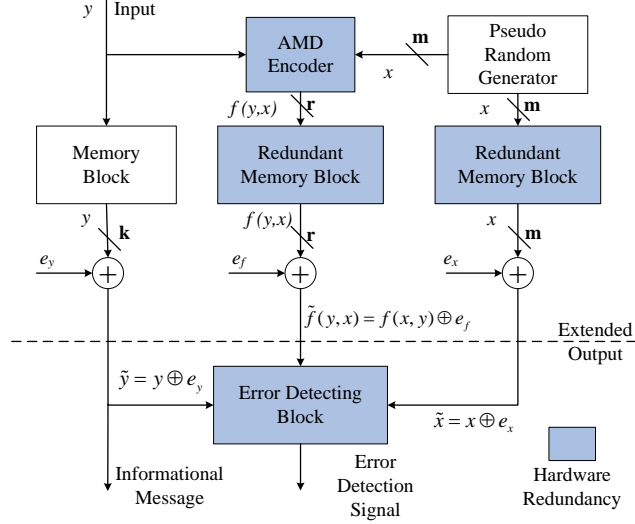 y Input
AMD
Encoder
m
x
Pseudo
Random
Generator
f(y,x)
r
x
m
Memory
Block
Redundant
Memory Block
Redundant
Memory Block
y
k
f(y,x)
r
x
m
e_y
+
e_f
+
e_x
+
f̃(y,x) = f(x,y) ⊕ e_f
Extended
Output
ỹ = y ⊕ e_y
Error Detecting
Block
x̃ = x ⊕ e_x
Informational
Message
Error
Detection
Signal
Hardware
Redundancy